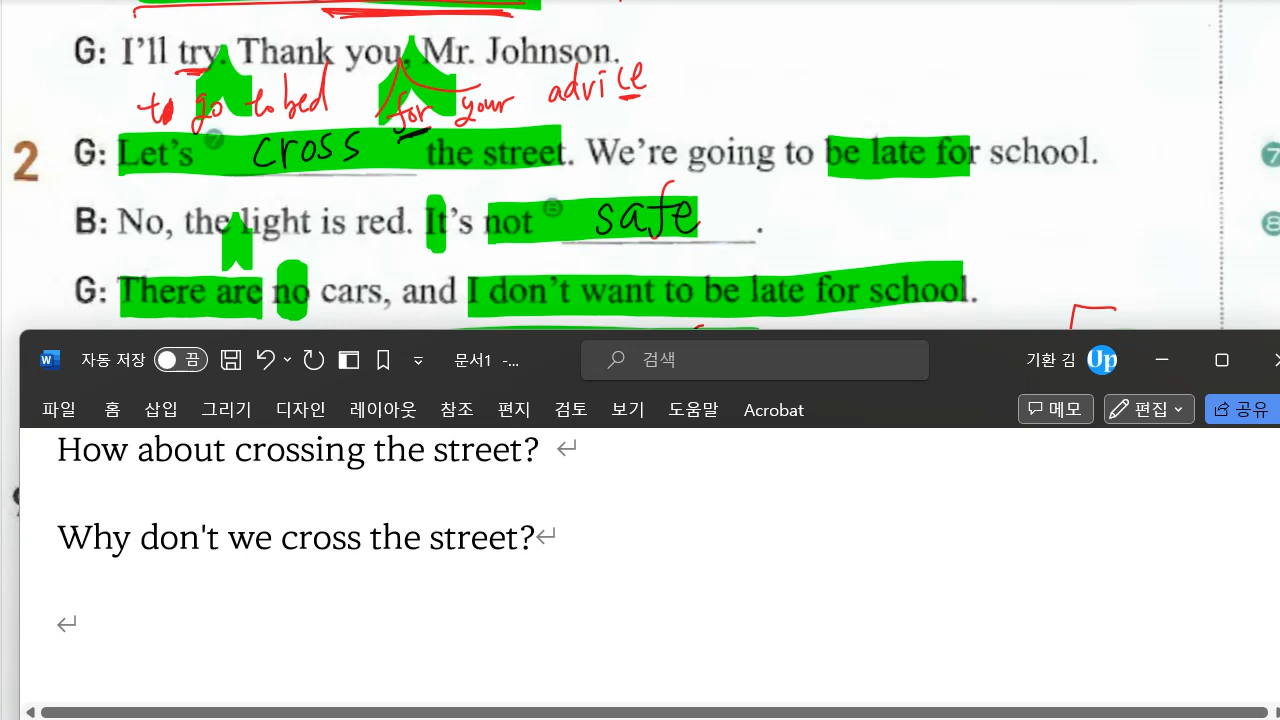 G: I'll try. Thank you, Mr. Johnson.
to go to bed for your advice
2 G: Let's 7 cross the street. We're going to be late for school. 7
B: No, the light is red. It's not 8 safe. 8
G: There are no cars, and I don't want to be late for school.
자동 저장 끔 문서1 -... 검색 기환 김 Up
파일 홈 삽입 그리기 디자인 레이아웃 참조 편지 검토 보기 도움말 Acrobat 메모 편집 공유
How about crossing the street?
Why don't we cross the street?